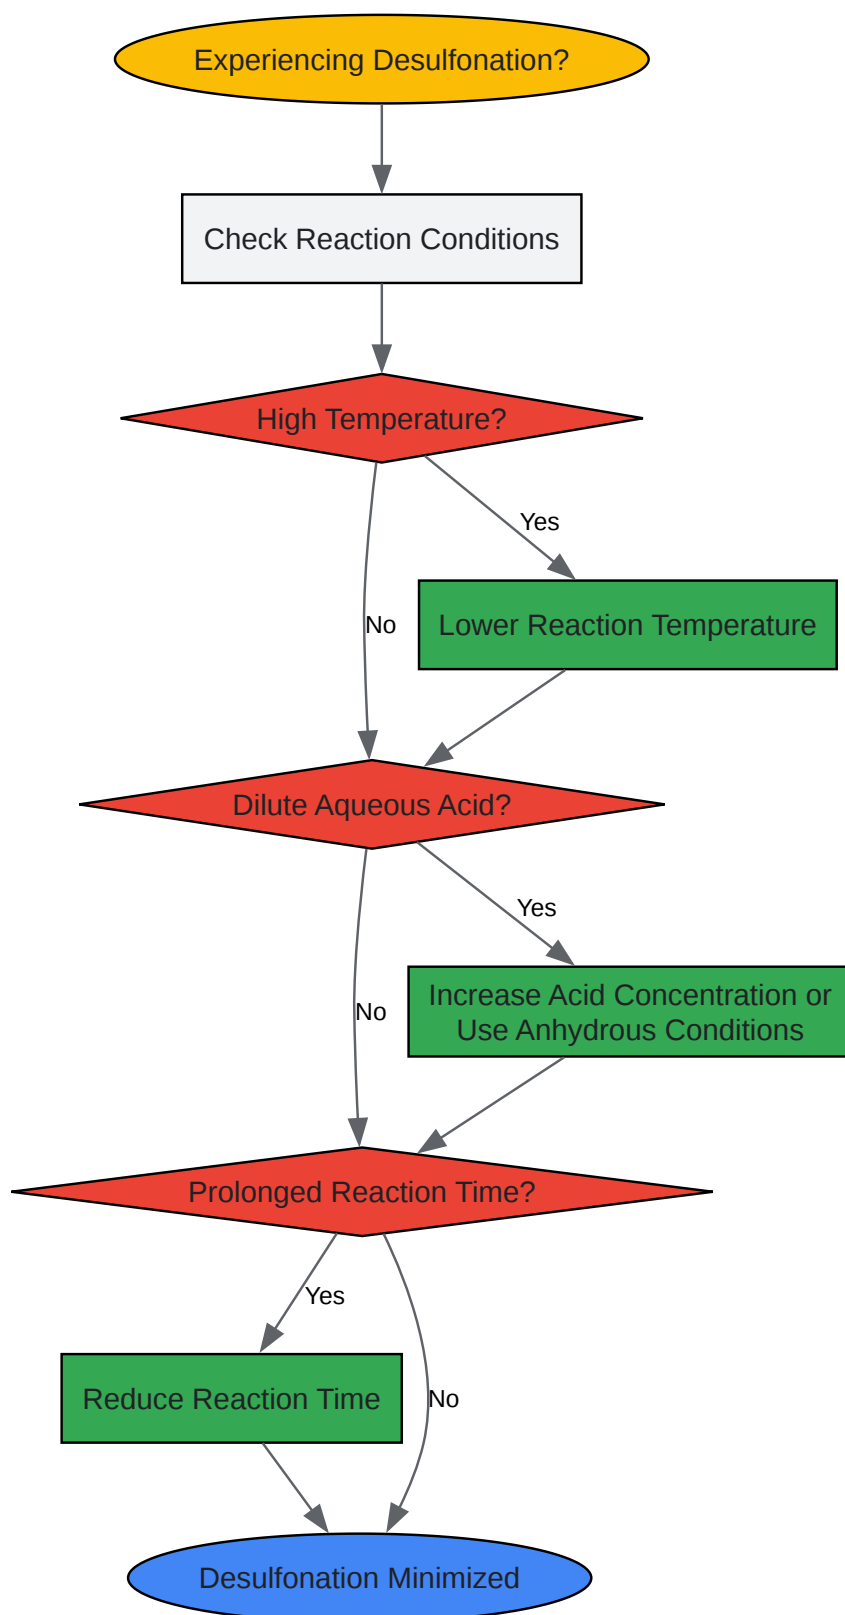 Experiencing Desulfonation?
Check Reaction Conditions
High Temperature?
Yes
No
Lower Reaction Temperature
Dilute Aqueous Acid?
Yes
Increase Acid Concentration or
Use Anhydrous Conditions
No
Prolonged Reaction Time?
Yes
Reduce Reaction Time
No
Desulfonation Minimized